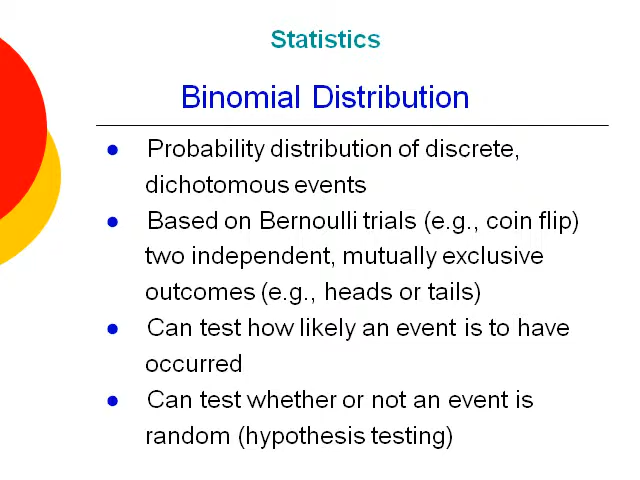 Statistics
Binomial Distribution
● Probability distribution of discrete,
dichotomous events
● Based on Bernoulli trials (e.g., coin flip)
two independent, mutually exclusive
outcomes (e.g., heads or tails)
● Can test how likely an event is to have
occurred
● Can test whether or not an event is
random (hypothesis testing)